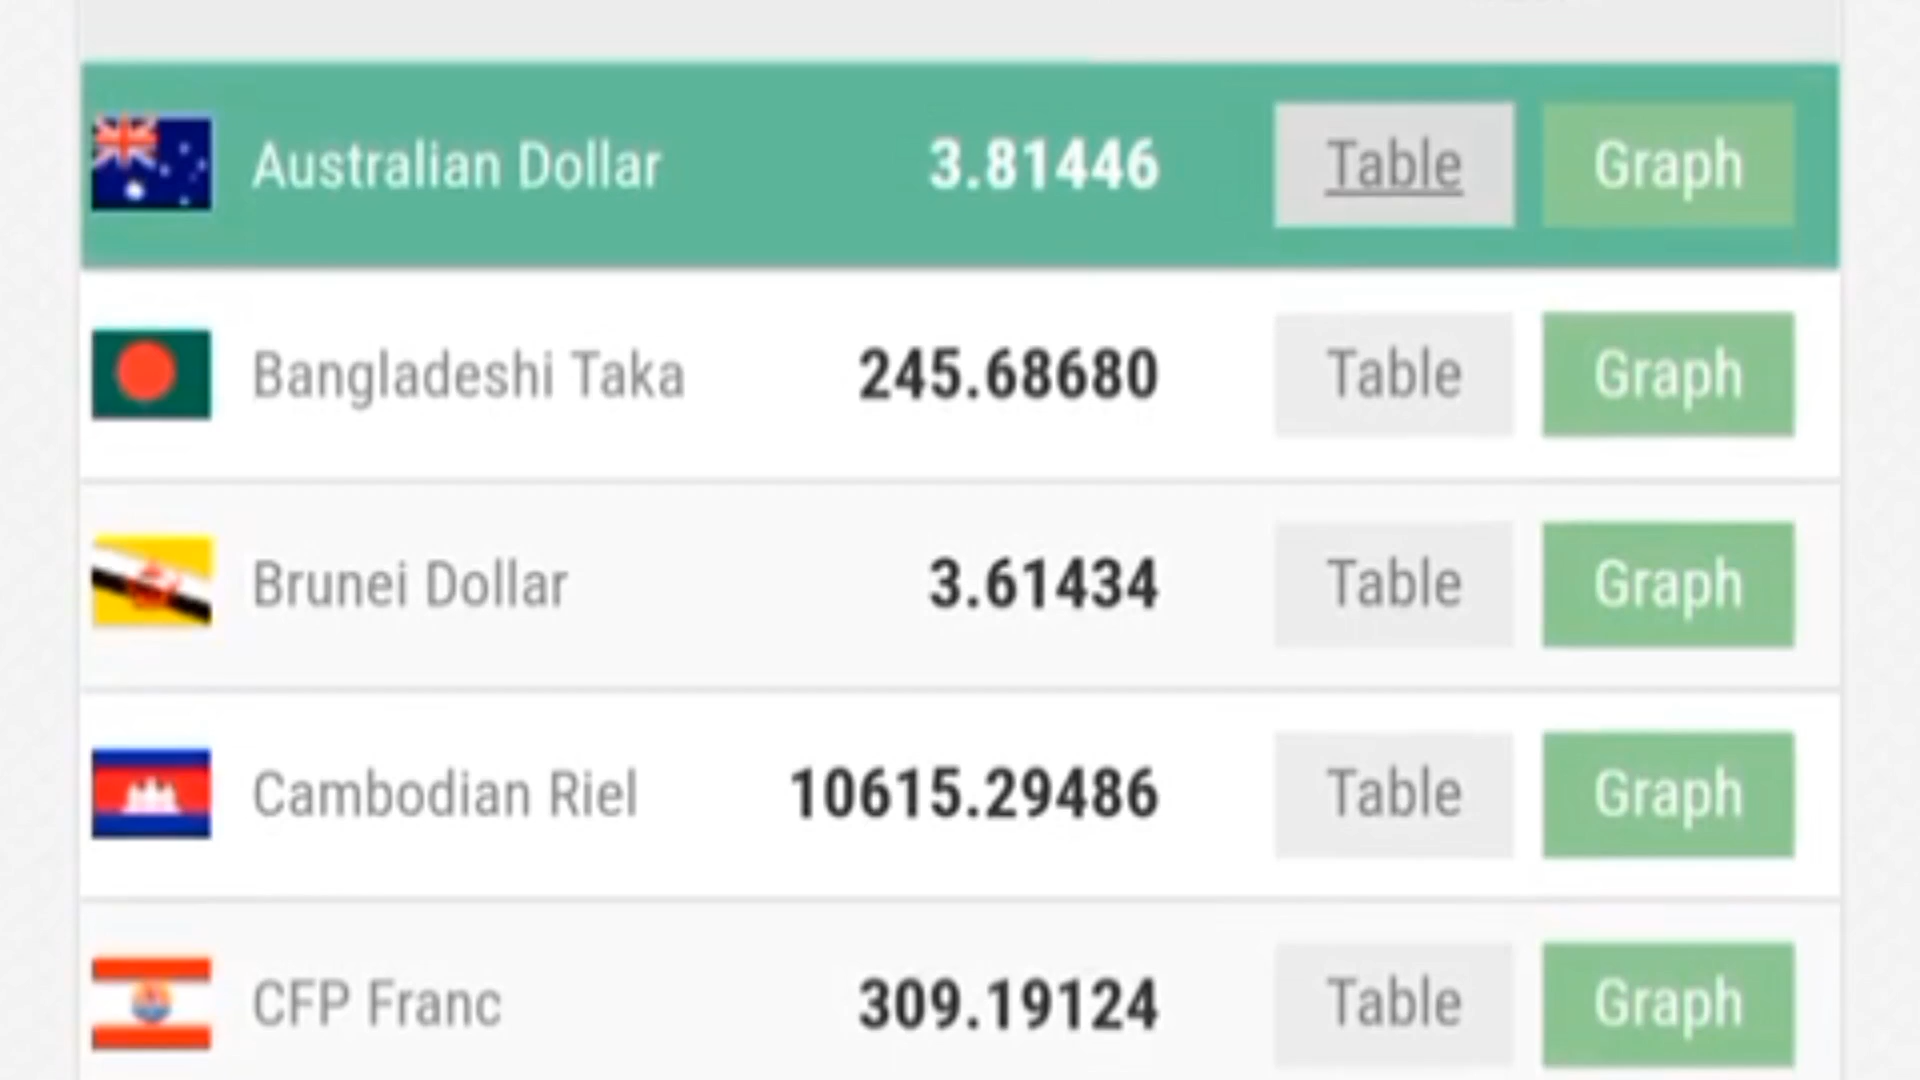 Australian Dollar 3.81446 Table Graph
Bangladeshi Taka 245.68680 Table Graph
Brunei Dollar 3.61434 Table Graph
Cambodian Riel 10615.29486 Table Graph
CFP Franc 309.19124 Table Graph